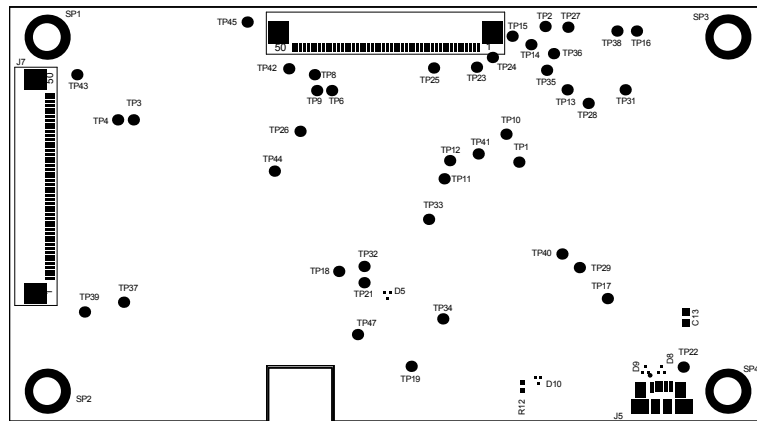 SP1
TP45
TP15
TP2
TP27
SP3
TP14
TP38
TP16
50
1
TP36
J7
TP42
TP8
TP25
TP23
TP24
TP35
50
TP43
TP9
TP6
TP13
TP31
TP28
TP3
TP4
TP26
TP10
TP12
TP41
TP1
TP44
TP11
TP33
TP32
TP40
TP18
TP29
TP21
D5
TP17
1
TP39
TP37
TP34
C13
TP47
TP19
D9
D8
TP22
SP2
R12
D10
SP4
J5